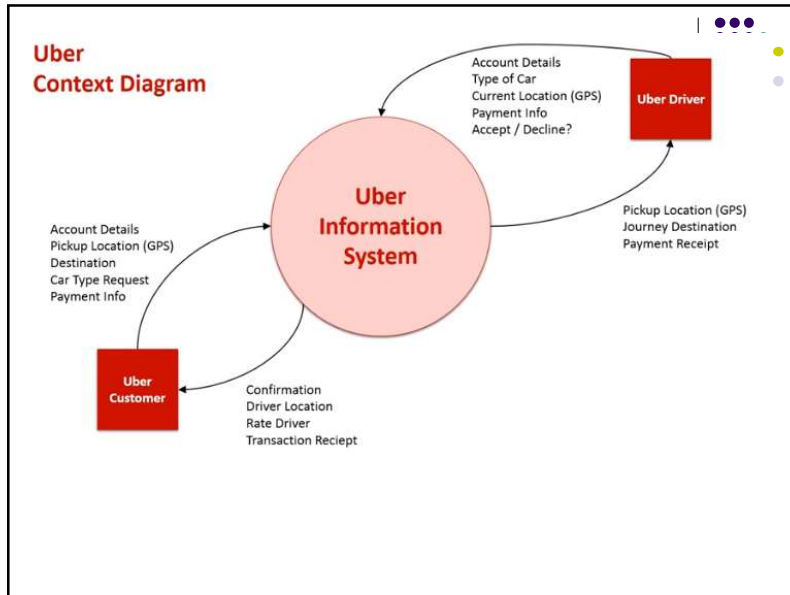 Uber
Context Diagram
Account Details
Type of Car
Current Location (GPS)
Payment Info
Accept / Decline?
Uber Driver
Uber
Information
System
Pickup Location (GPS)
Journey Destination
Payment Receipt
Account Details
Pickup Location (GPS)
Destination
Car Type Request
Payment Info
Uber
Customer
Confirmation
Driver Location
Rate Driver
Transaction Reciept